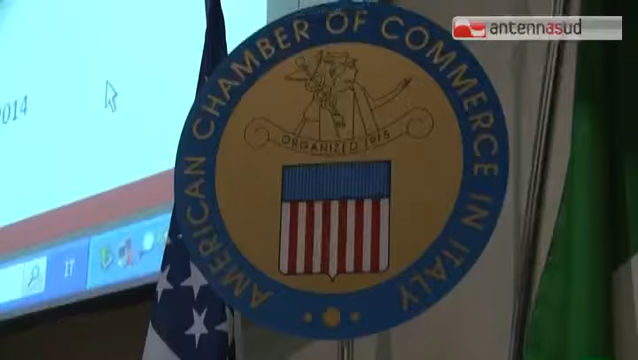 antennasud
2014
AMERICAN CHAMBER OF COMMERCE IN ITALY
ORGANIZED 1915
IT